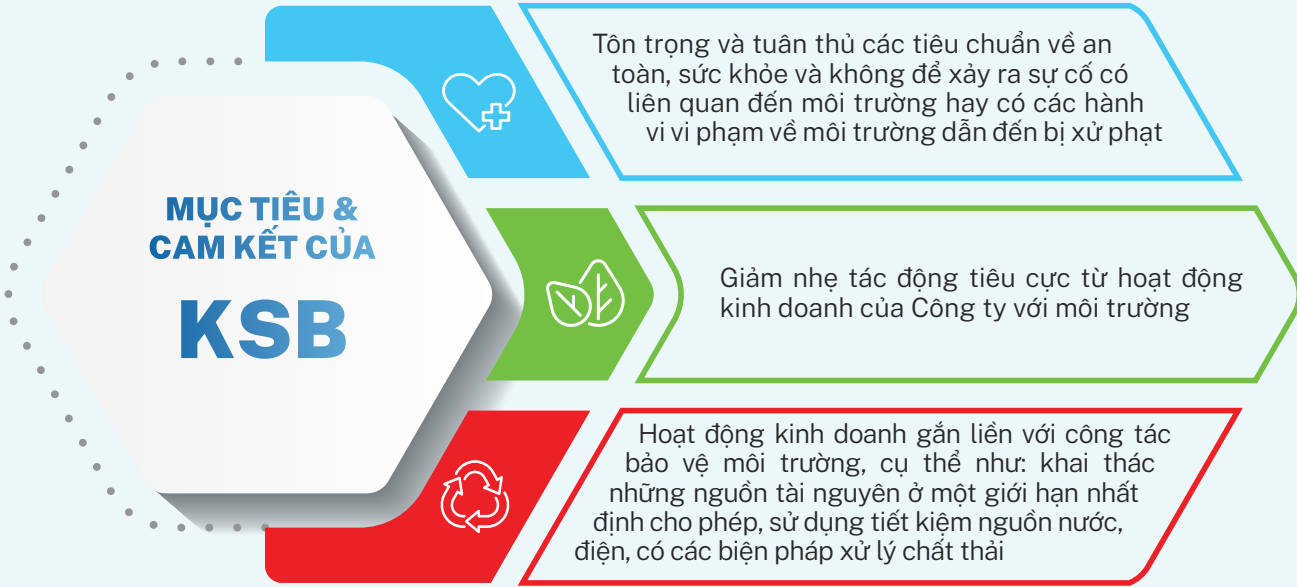 MỤC TIÊU &
CAM KẾT CỦA
KSB
Tôn trọng và tuân thủ các tiêu chuẩn về an
toàn, sức khỏe và không để xảy ra sự cố có
liên quan đến môi trường hay có các hành
vi vi phạm về môi trường dẫn đến bị xử phạt
Giảm nhẹ tác động tiêu cực từ hoạt động
kinh doanh của Công ty với môi trường
Hoạt động kinh doanh gắn liền với công tác
bảo vệ môi trường, cụ thể như: khai thác
những nguồn tài nguyên ở một giới hạn nhất
định cho phép, sử dụng tiết kiệm nguồn nước,
điện, có các biện pháp xử lý chất thải